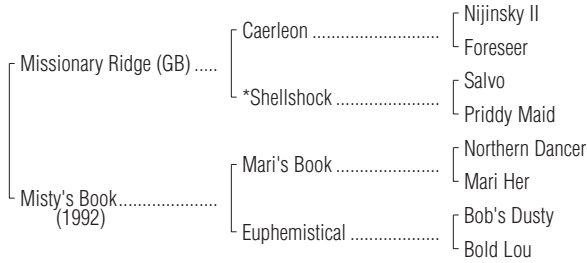 Nijinsky II
Caerleon ........................
Foreseer
Missionary Ridge (GB) .....
Salvo
*Shellshock ....................
Priddy Maid
Northern Dancer
Mari's Book ....................
Mari Her
Misty's Book...................
(1992)
Bob's Dusty
Euphemistical ..................
Bold Lou